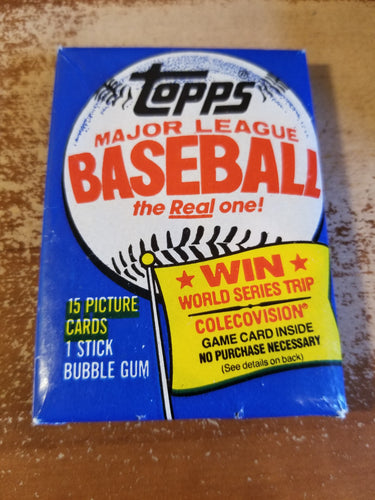 Topps
MAJOR LEAGUE
BASEBALL
the Real one!
WIN
WORLD SERIES TRIP
COLECOVISION®
GAME CARD INSIDE
NO PURCHASE NECESSARY
(See details on back)
15 PICTURE
CARDS
1 STICK
BUBBLE GUM